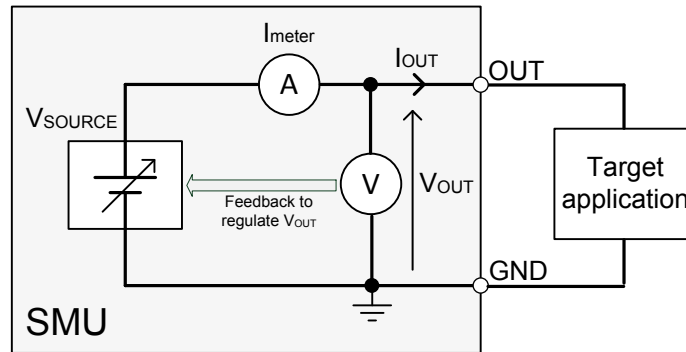 Imeter
IOUT
OUT
A
VSOURCE
V
VOUT
Feedback to
regulate VOUT
Target
application
GND
SMU